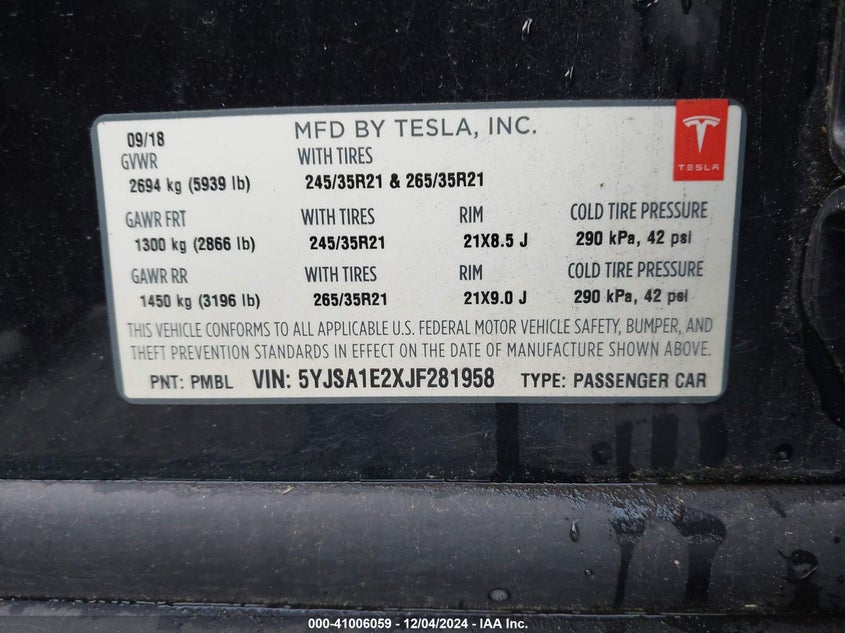 09/18 MFD BY TESLA, INC.
TESLA
GVWR WITH TIRES
2694 kg (5939 lb) 245/35R21 & 265/35R21
GAWR FRT WITH TIRES RIM COLD TIRE PRESSURE
1300 kg (2866 lb) 245/35R21 21X8.5 J 290 kPa, 42 psi
GAWR RR WITH TIRES RIM COLD TIRE PRESSURE
1450 kg (3196 lb) 265/35R21 21X9.0 J 290 kPa, 42 psi
THIS VEHICLE CONFORMS TO ALL APPLICABLE U.S. FEDERAL MOTOR VEHICLE SAFETY, BUMPER, AND
THEFT PREVENTION STANDARDS IN EFFECT ON THE DATE OF MANUFACTURE SHOWN ABOVE.
PNT: PMBL VIN: 5YJSA1E2XJF281958 TYPE: PASSENGER CAR
000-41006059 - 12/04/2024 - IAA Inc.